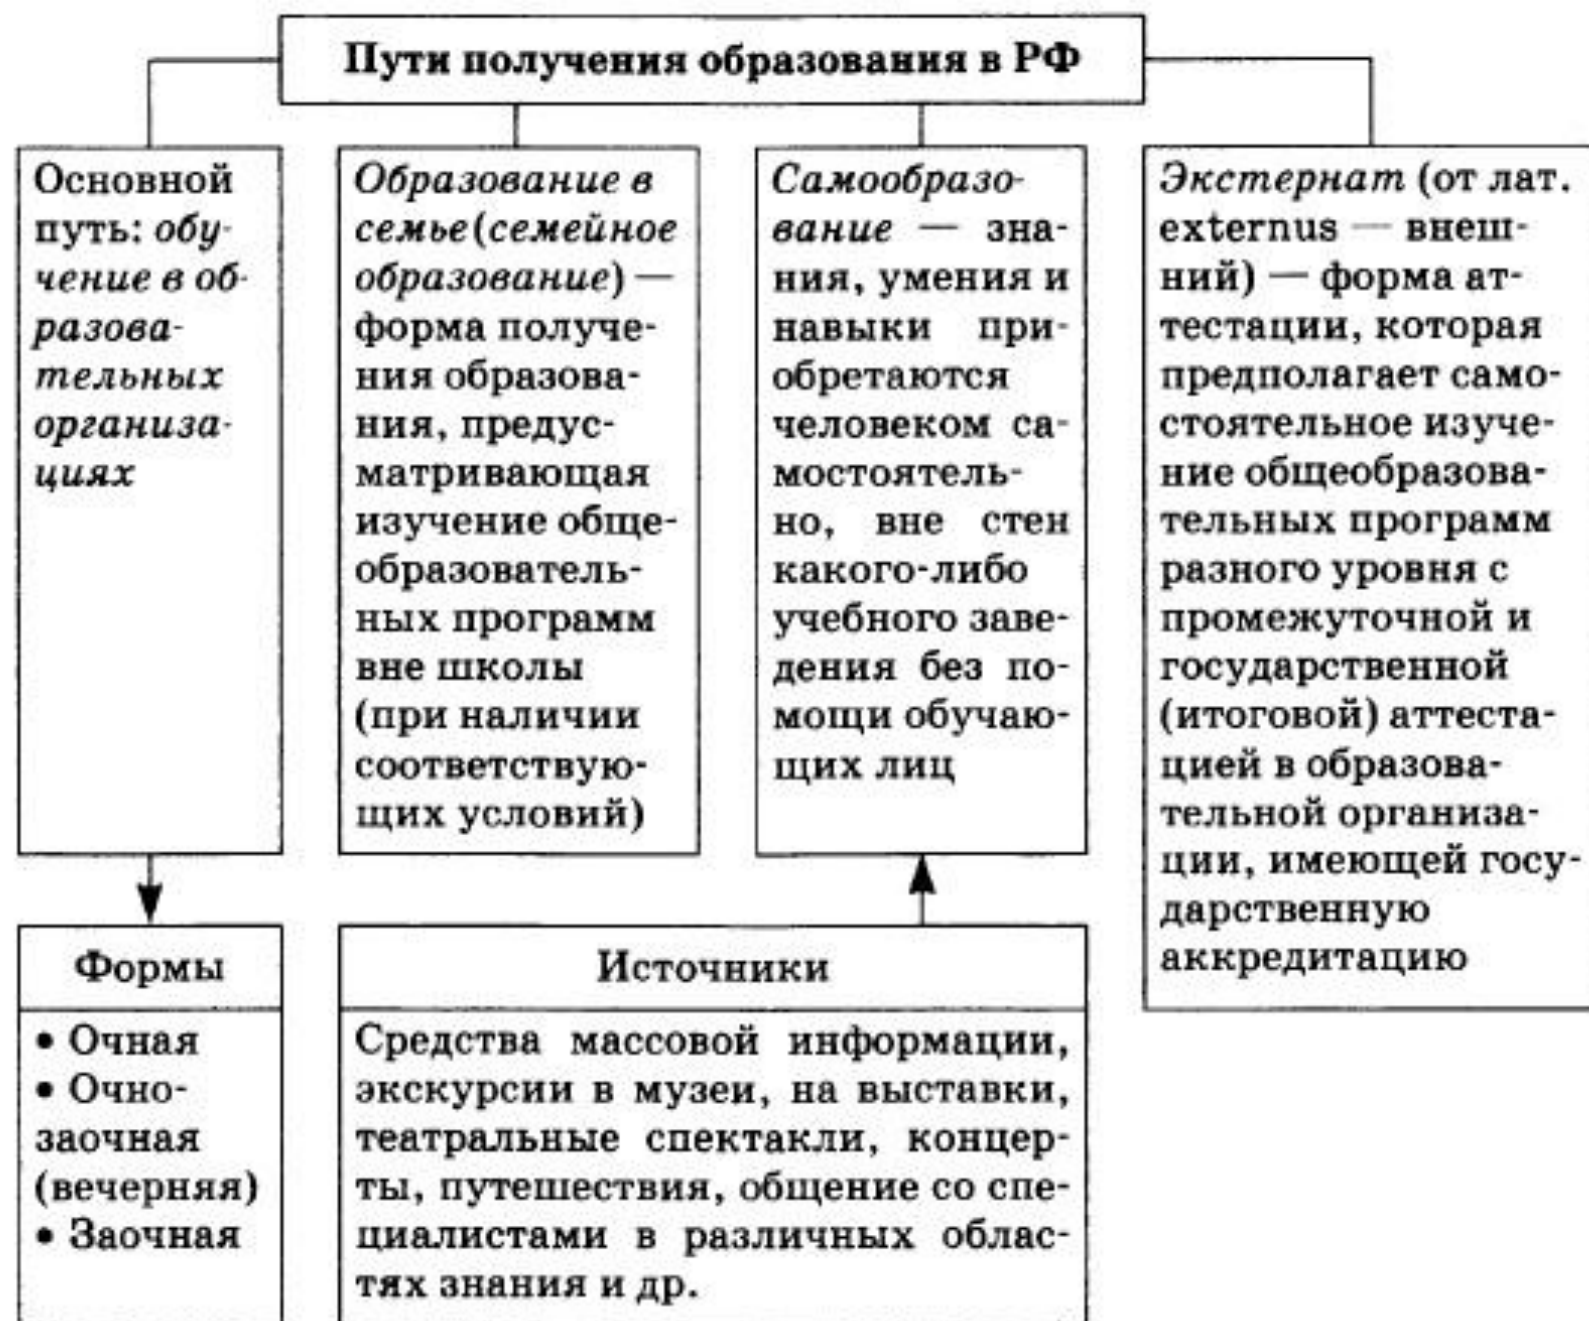 Пути получения образования в РФ
Основной
путь: обу-
чение в об-
разова-
тельных
организа-
циях
Образование в
семье (семейное
образование) —
форма получе-
ния образова-
ния, предус-
матривающая
изучение обще-
образователь-
ных программ
вне школы
(при наличии
соответствую-
щих условий)
Самообразо-
вание — зна-
ния, умения и
навыки при-
обретаются
человеком са-
мостоятель-
но, вне стен
какого-либо
учебного заве-
дения без по-
мощи обучаю-
щих лиц
Экстернат (от лат.
externus — внеш-
ний) — форма ат-
тестации, которая
предполагает само-
стоятельное изуче-
ние общеобразова-
тельных программ
разного уровня с
промежуточной и
государственной
(итоговой) аттеста-
цией в образова-
тельной организа-
ции, имеющей госу-
дарственную
аккредитацию
Формы
• Очная
• Очно-
заочная
(вечерняя)
• Заочная
Источники
Средства массовой информации,
экскурсии в музеи, на выставки,
театральные спектакли, концер-
ты, путешествия, общение со спе-
циалистами в различных облас-
тях знания и др.